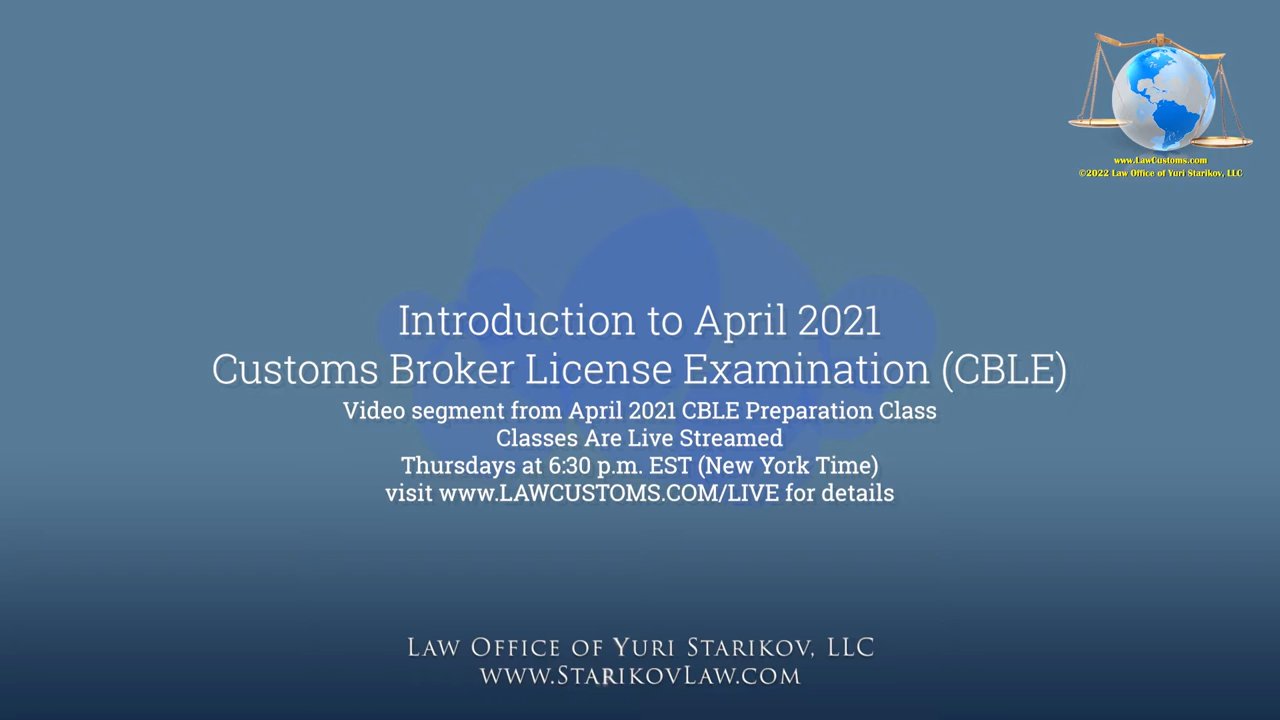 www.LawCustoms.com
©2022 Law Office of Yuri Starikov, LLC
Introduction to April 2021
Customs Broker License Examination (CBLE)
Video segment from April 2021 CBLE Preparation Class
Classes Are Live Streamed
Thursdays at 6:30 p.m. EST (New York Time)
visit www.LAWCUSTOMS.COM/LIVE for details
Law Office of Yuri Starikov, LLC
www.StarikovLaw.com